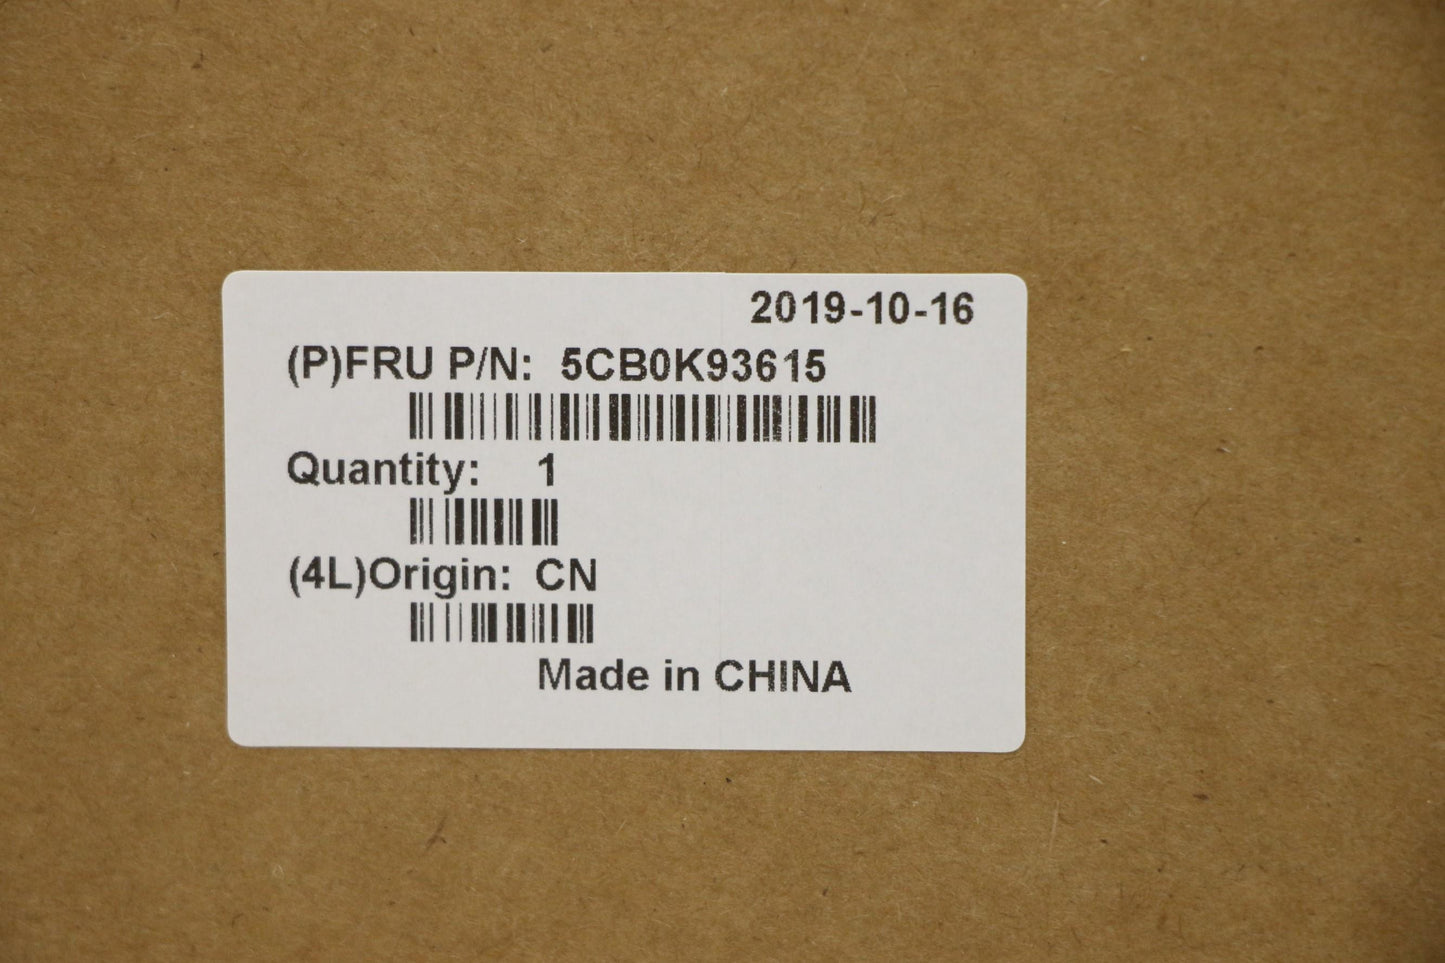 2019-10-16
(P)FRU P/N: 5CB0K93615
Quantity: 1
(4L)Origin: CN
Made in CHINA